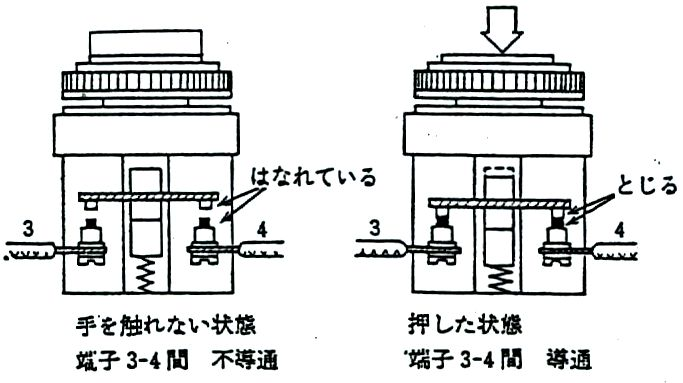 はなれている
3
4
手を触れない状態
端子3-4間 不導通
とじる
3
4
押した状態
端子3-4間 導通